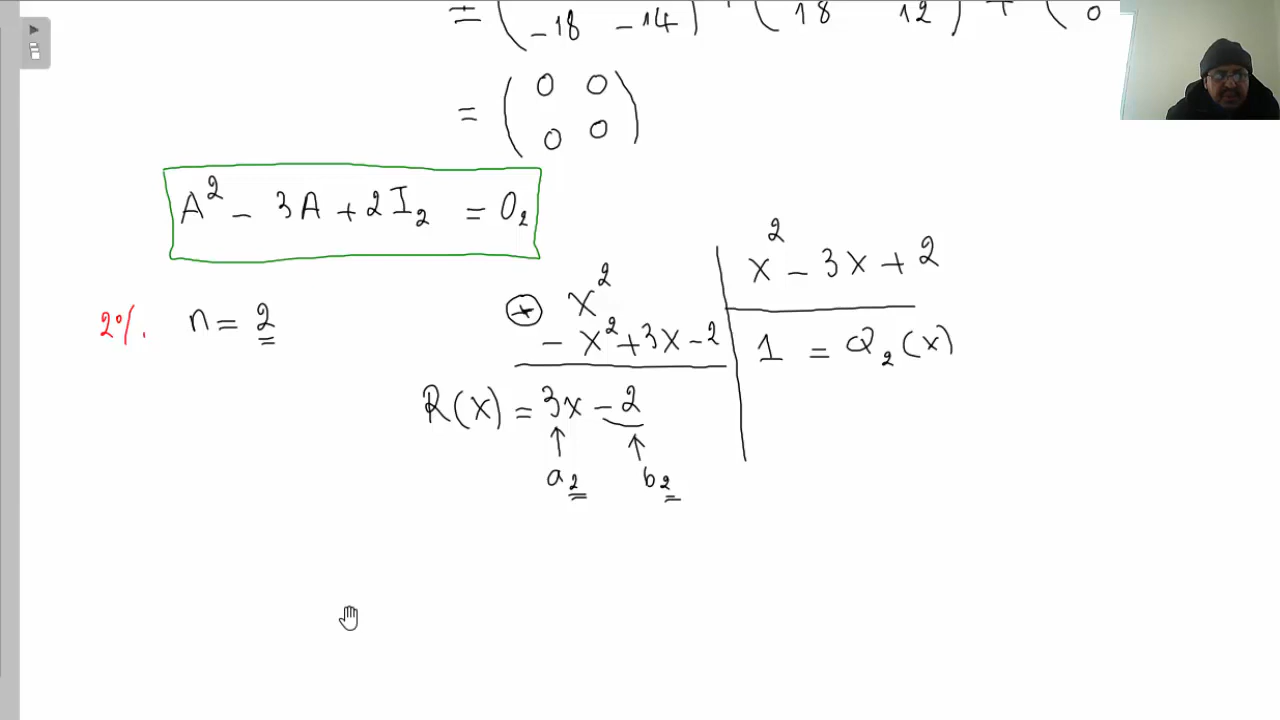 = ( -18 -14 ) + ( 18 12 ) + ( 0
= ( 0 0
0 0 )
A² - 3A + 2I₂ = O₂
2%. n = 2
x²
- x² + 3x - 2
R(x) = 3x - 2
a₂ b₂
x² - 3x + 2
1 = Q₂(x)